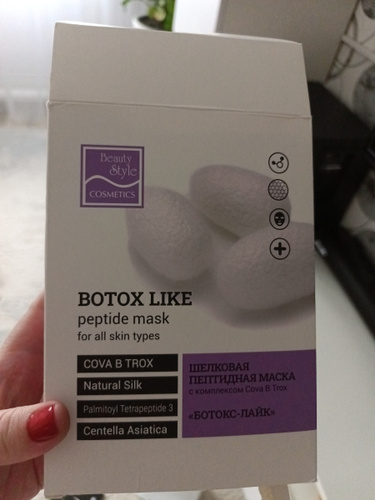 Beauty
Style
COSMETICS
BOTOX LIKE
peptide mask
for all skin types
COVA B TROX
Natural Silk
Palmitoyl Tetrapeptide 3
Centella Asiatica
ШЕЛКОВАЯ
ПЕПТИДНАЯ МАСКА
с комплексом Cova B Trox
«БОТОКС-ЛАЙК»